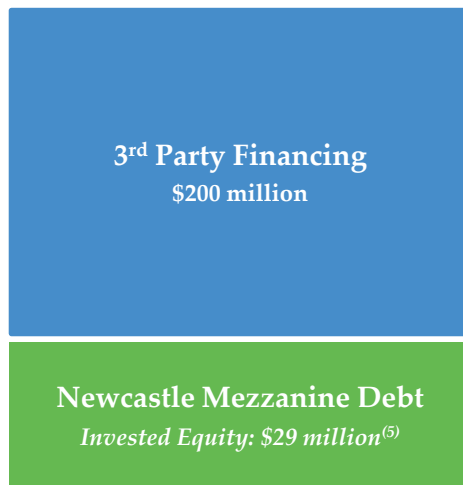 3rd Party Financing
$200 million
Newcastle Mezzanine Debt
Invested Equity: $29 million(5)